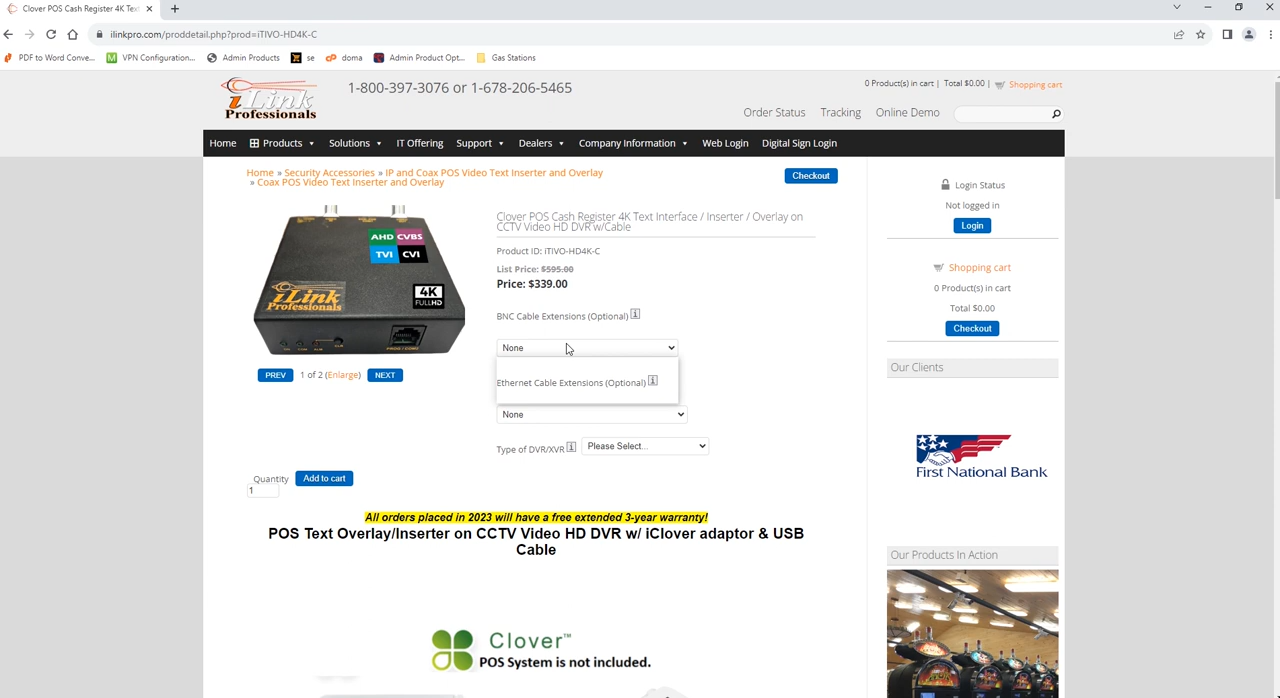 Clover POS Cash Register 4K Tex
ilinkpro.com/proddetail.php?prod=iTIVO-HD4K-C
PDF to Word Conve... VPN Configuration... Admin Products se doma Admin Product Opt... Gas Stations
iLink
Professionals
1-800-397-3076 or 1-678-206-5465
0 Product(s) in cart | Total $0.00 | Shopping cart
Order Status Tracking Online Demo
Home Products Solutions IT Offering Support Dealers Company Information Web Login Digital Sign Login
Home » Security Accessories » IP and Coax POS Video Text Inserter and Overlay
» Coax POS Video Text Inserter and Overlay
Checkout
AHD CVBS
TVI CVI
iLink
Professionals
4K
FULLHD
PREV 1 of 2 (Enlarge) NEXT
Clover POS Cash Register 4K Text Interface / Inserter / Overlay on
CCTV Video HD DVR w/Cable
Product ID: iTIVO-HD4K-C
List Price: $595.00
Price: $339.00
BNC Cable Extensions (Optional)
None
Ethernet Cable Extensions (Optional)
None
Type of DVR/XVR Please Select...
Quantity Add to cart
1
All orders placed in 2023 will have a free extended 3-year warranty!
POS Text Overlay/Inserter on CCTV Video HD DVR w/ iClover adaptor & USB
Cable
Clover™
POS System is not included.
Login Status
Not logged in
Login
Shopping cart
0 Product(s) in cart
Total $0.00
Checkout
Our Clients
First National Bank
Our Products In Action